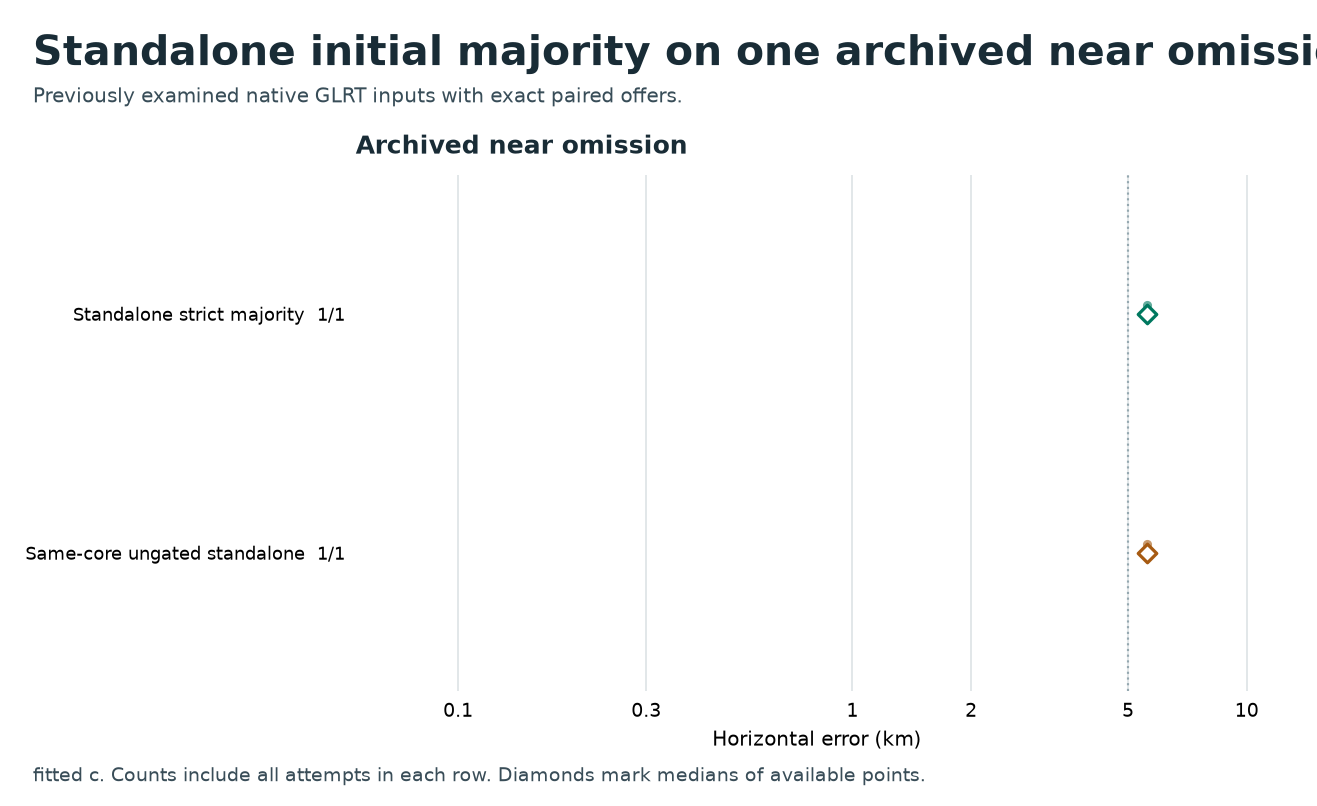 Standalone initial majority on one archived near
Previously examined native GLRT inputs with exact paired offers.
Archived near omission
Standalone strict majority 1/1
Same-core ungated standalone 1/1
0.1 0.3 1 2 5 10
Horizontal error (km)
fitted c. Counts include all attempts in each row. Diamonds mark medians of available points.